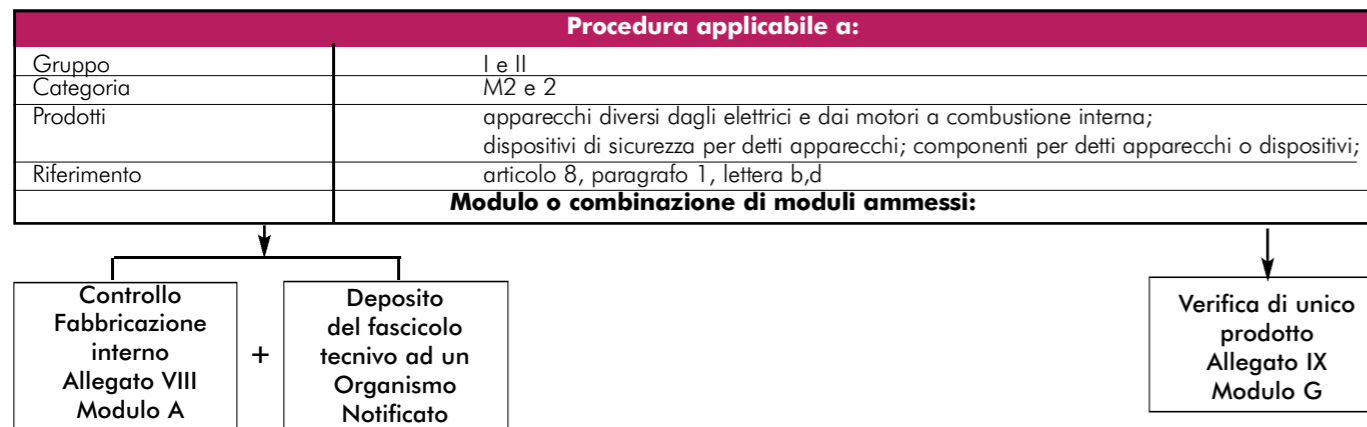 Procedura applicabile a:
Gruppo I e II
Categoria M2 e 2
Prodotti apparecchi diversi dagli elettrici e dai motori a combustione interna;
dispositivi di sicurezza per detti apparecchi; componenti per detti apparecchi o dispositivi;
Riferimento articolo 8, paragrafo 1, lettera b,d
Modulo o combinazione di moduli ammessi:
Controllo
Fabbricazione
interno
Allegato VIII
Modulo A
+
Deposito
del fascicolo
tecnivo ad un
Organismo
Notificato
Verifica di unico
prodotto
Allegato IX
Modulo G